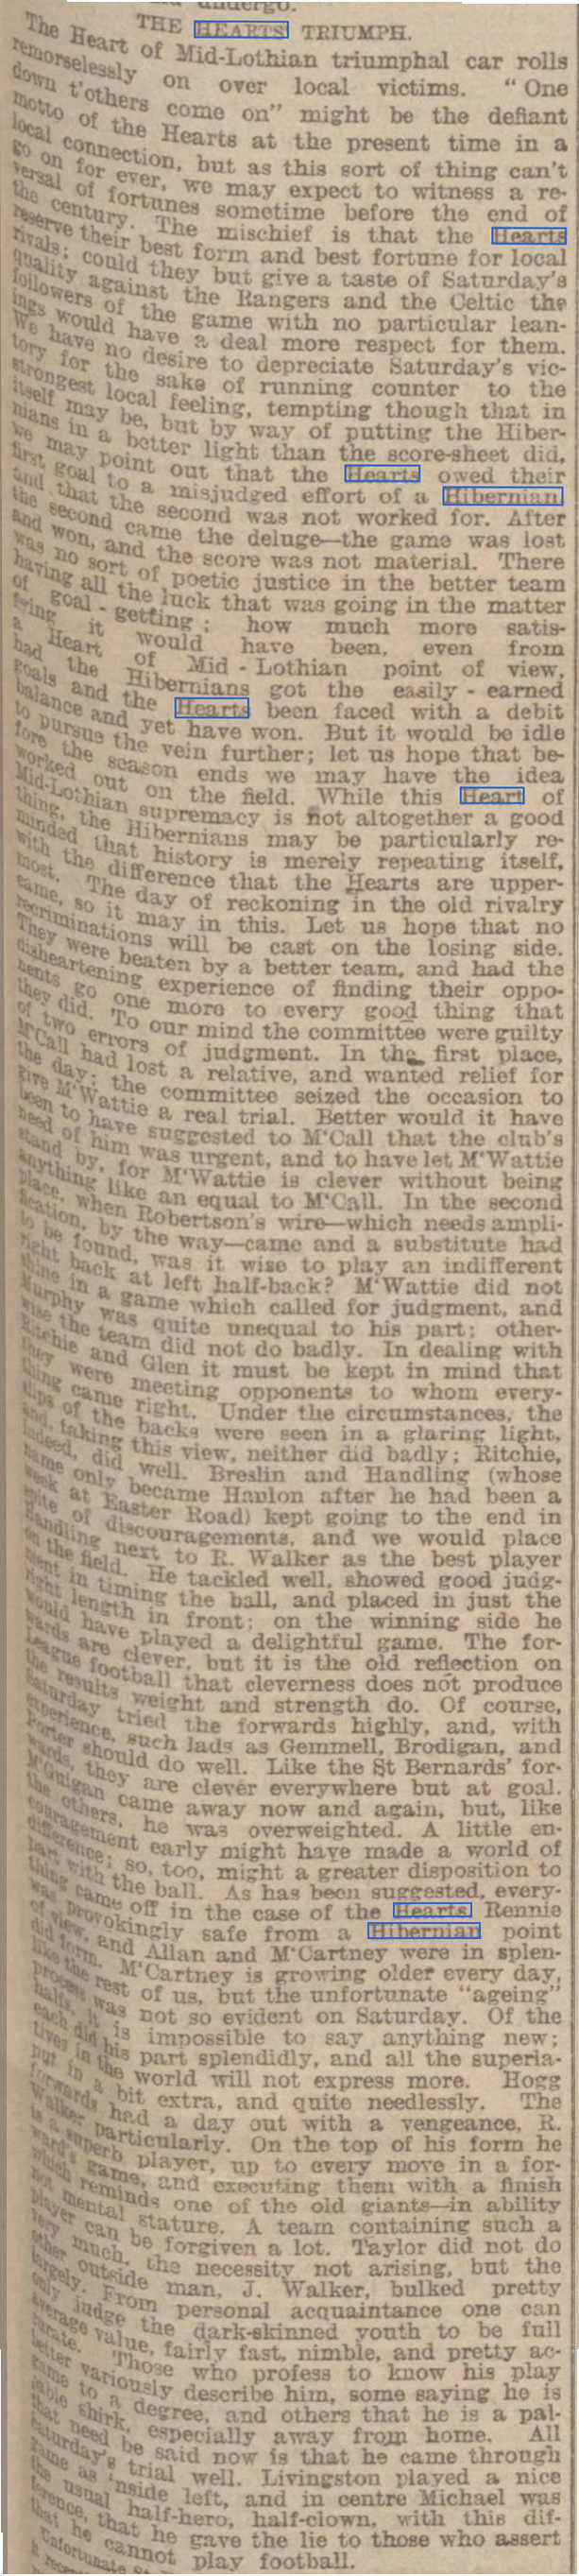 undergo.
THE HEARTS' TRIUMPH.
The Heart of Mid-Lothian triumphal car rolls
remorselessly on over local victims. "One
down t'others come on" might be the defiant
motto of the Hearts at the present time in a
local connection, but as this sort of thing can't
go on for ever, we may expect to witness a re-
versal of fortunes sometime before the end of
the century. The mischief is that the Hearts
reserve their best form and best fortune for local
rivals; could they but give a taste of Saturday's
quality against the Rangers and the Celtic the
followers of the game with no particular lean-
ings would have a deal more respect for them.
We have no desire to depreciate Saturday's vic-
tory for the sake of running counter to the
strongest local feeling, tempting though that in
itself may be, but by way of putting the Hiber-
nians in a better light than the score-sheet did,
we may point out that the Hearts owed their
first goal to a misjudged effort of a Hibernian,
and that the second was not worked for. After
the second came the deluge—the game was lost
and won, and the score was not material. There
was no sort of poetic justice in the better team
having all the luck that was going in the matter
of goal-getting; how much more satis-
fying it would have been, even from
a Heart of Mid-Lothian point of view,
had the Hibernians got the easily-earned
goals and the Hearts been faced with a debit
balance and yet have won. But it would be idle
to pursue the vein further; let us hope that be-
fore the season ends we may have the idea
worked out on the field. While this Heart of
Mid-Lothian supremacy is not altogether a good
thing, the Hibernians may be particularly re-
minded that history is merely repeating itself,
with the difference that the Hearts are upper-
most. The day of reckoning in the old rivalry
came, so it may in this. Let us hope that no
recriminations will be cast on the losing side.
They were beaten by a better team, and had the
disheartening experience of finding their oppo-
nents go one more to every good thing that
they did. To our mind the committee were guilty
of two errors of judgment. In the first place,
M'Call had lost a relative, and wanted relief for
the day; the committee seized the occasion to
give M'Wattie a real trial. Better would it have
been to have suggested to M'Call that the club's
need of him was urgent, and to have let M'Wattie
stand by, for M'Wattie is clever without being
anything like an equal to M'Call. In the second
place, when Robertson's wire—which needs ampli-
fication, by the way—came and a substitute had
to be found, was it wise to play an indifferent
right back at left half-back? M'Wattie did not
shine in a game which called for judgment, and
Murphy was quite unequal to his part; other-
wise the team did not do badly. In dealing with
Ritchie and Glen it must be kept in mind that
they were meeting opponents to whom every-
thing came right. Under the circumstances, the
slips of the backs were seen in a glaring light,
and, taking this view, neither did badly; Ritchie,
indeed, did well. Breslin and Handling (whose
name only became Hanlon after he had been a
week at Easter Road) kept going to the end in
spite of discouragements, and we would place
Handling next to R. Walker as the best player
on the field. He tackled well, showed good judg-
ment in timing the ball, and placed in just the
right length in front; on the winning side he
would have played a delightful game. The for-
wards are clever, but it is the old reflection on
League football that cleverness does not produce
the results weight and strength do. Of course,
Saturday tried the forwards highly, and, with
experience, such lads as Gemmell, Brodigan, and
Porter should do well. Like the St Bernards' for-
wards, they are clever everywhere but at goal.
M'Guigan came away now and again, but, like
the others, he was overweighted. A little en-
couragement early might have made a world of
difference; so, too, might a greater disposition to
part with the ball. As has been suggested, every-
thing came off in the case of the Hearts. Rennie
was provokingly safe from a Hibernian point
of view, and Allan and M'Cartney were in splen-
did form. M'Cartney is growing older every day,
like the rest of us, but the unfortunate "ageing"
process was not so evident on Saturday. Of the
halfs, it is impossible to say anything new;
each did his part splendidly, and all the superla-
tives in the world will not express more. Hogg
put in a bit extra, and quite needlessly. The
forwards had a day out with a vengeance, R.
Walker particularly. On the top of his form he
is a superb player, up to every move in a for-
ward's game, and executing them with a finish
which reminds one of the old giants—in ability
not mental stature. A team containing such a
player can be forgiven a lot. Taylor did not do
very much, the necessity not arising, but the
other outside man, J. Walker, bulked pretty
largely. From personal acquaintance one can
only judge the dark-skinned youth to be full
average value, fairly fast, nimble, and pretty ac-
curate. Those who profess to know his play
better variously describe him, some saying he is
game to a degree, and others that he is a pal-
pable shirk, especially away from home. All
that need be said now is that he came through
Saturday's trial well. Livingston played a nice
game as inside left, and in centre Michael was
the usual half-hero, half-clown, with this dif-
ference, that he gave the lie to those who assert
that he cannot play football.
Unfortunate St